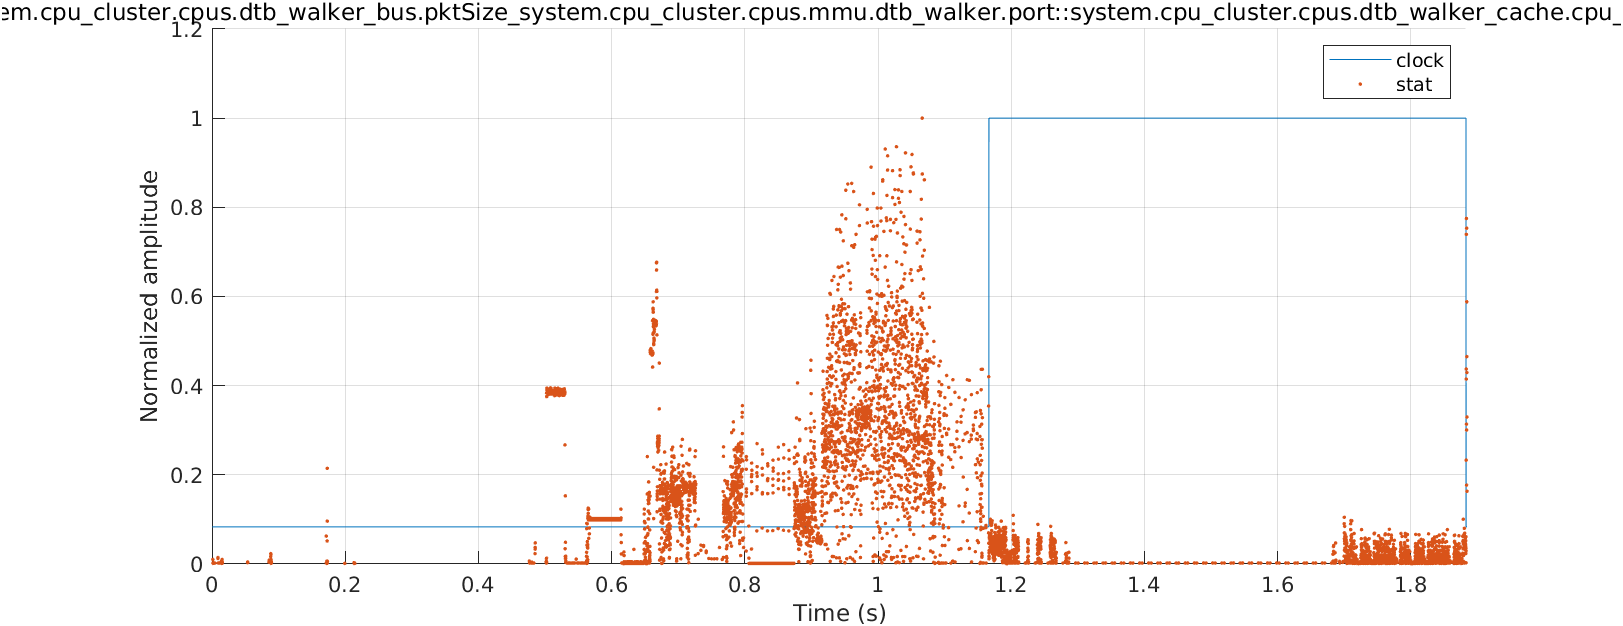 em.cpu_cluster.cpus.dtb_walker_bus.pktSize_system.cpu_cluster.cpus.mmu.dtb_walker.port::system.cpu_cluster.cpus.dtb_walker_cache.cpu_
1.2
1
0.8
0.6
0.4
0.2
0
Normalized amplitude
clock
stat
0 0.2 0.4 0.6 0.8 1 1.2 1.4 1.6 1.8
Time (s)